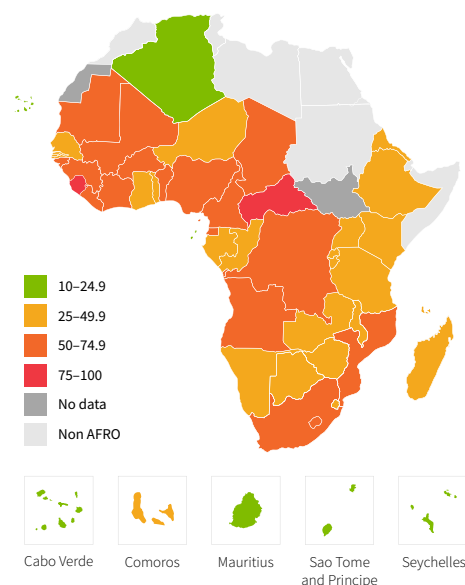 10–24.9
25–49.9
50–74.9
75–100
No data
Non AFRO
Cabo Verde
Comoros
Mauritius
Sao Tome
and Principe
Seychelles